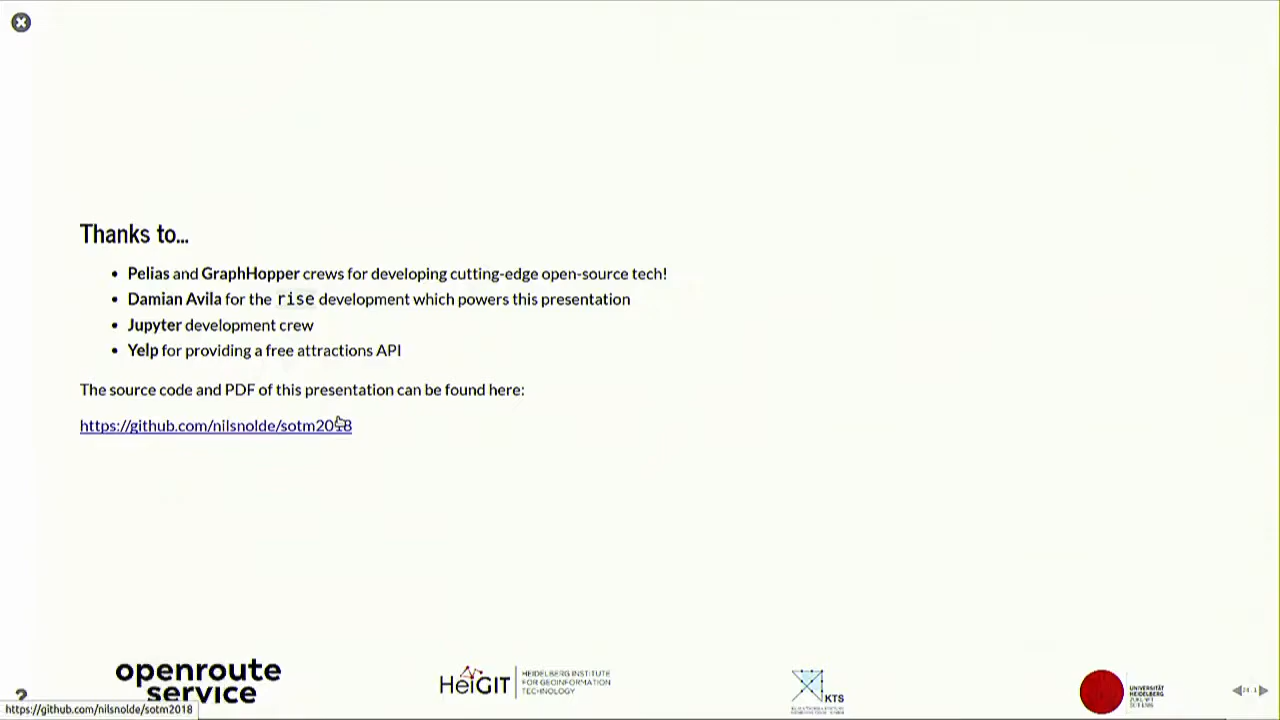 Thanks to...
Pelias and GraphHopper crews for developing cutting-edge open-source tech!
Damian Avila for the rise development which powers this presentation
Jupyter development crew
Yelp for providing a free attractions API
The source code and PDF of this presentation can be found here:
https://github.com/nilsnolde/sotm2018
openroute
service
HeiGIT
HEIDELBERG INSTITUTE
FOR GEOINFORMATION
TECHNOLOGY
KTS
UNIVERSITÄT
HEIDELBERG
ZUKUNFT
SEIT 1386
?
https://github.com/nilsnolde/sotm2018